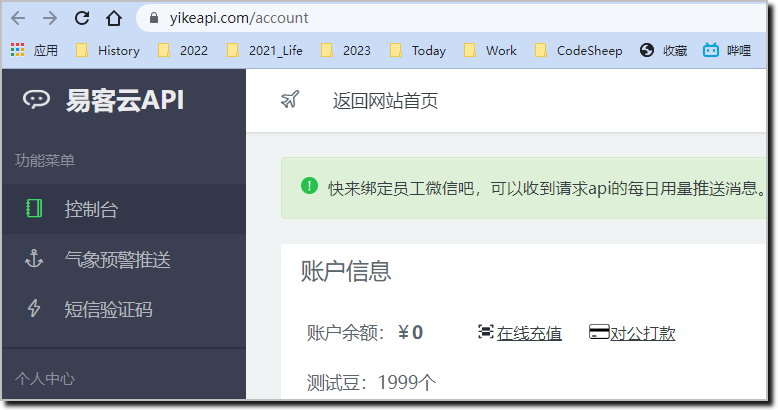 yikeapi.com/account
应用 History 2022 2021_Life 2023 Today Work CodeSheep 收藏 哔哩
易客云API
返回网站首页
功能菜单
快来绑定员工微信吧，可以收到请求api的每日用量推送消息。
控制台
气象预警推送
账户信息
短信验证码
账户余额：￥0 在线充值 对公打款
个人中心
测试豆：1999个